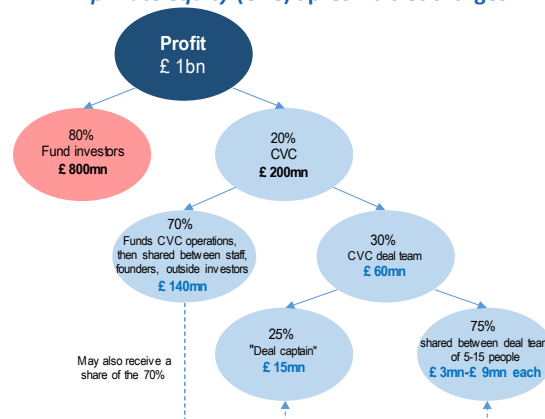 Profit
£ 1bn
80%
Fund investors
£ 800mn
20%
CVC
£ 200mn
70%
Funds CVC operations,
then shared between staff,
founders, outside investors
£ 140mn
30%
CVC deal team
£ 60mn
25%
"Deal captain"
£ 15mn
75%
shared between deal team
of 5-15 people
£ 3mn-£ 9mn each
May also receive a
share of the 70%